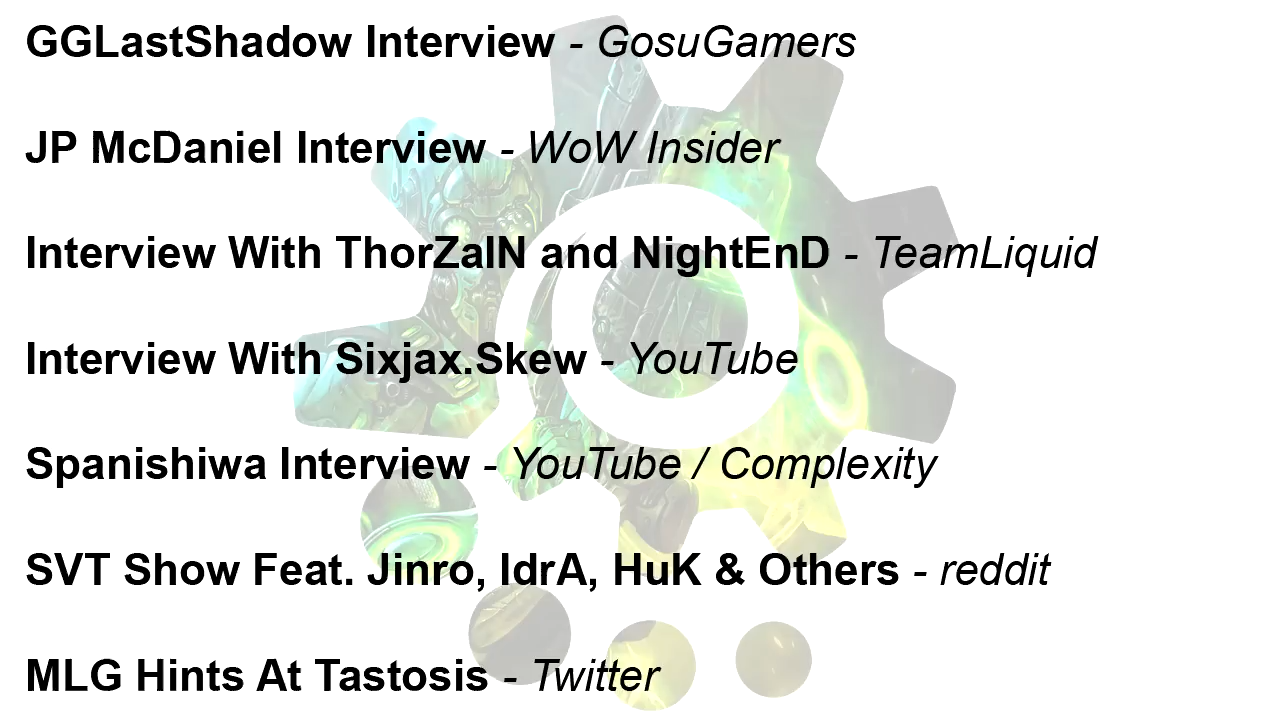 GGLastShadow Interview - GosuGamers
JP McDaniel Interview - WoW Insider
Interview With ThorZaIN and NightEnD - TeamLiquid
Interview With Sixjax.Skew - YouTube
Spanishiwa Interview - YouTube / Complexity
SVT Show Feat. Jinro, IdrA, HuK & Others - reddit
MLG Hints At Tastosis - Twitter